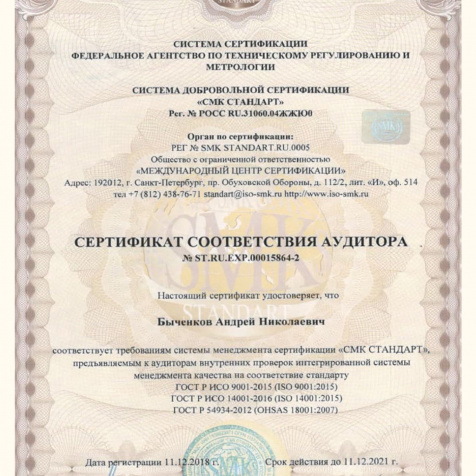 СИСТЕМА СЕРТИФИКАЦИИ
ФЕДЕРАЛЬНОЕ АГЕНТСТВО ПО ТЕХНИЧЕСКОМУ РЕГУЛИРОВАНИЮ И
МЕТРОЛОГИИ
СИСТЕМА ДОБРОВОЛЬНОЙ СЕРТИФИКАЦИИ
«СМК СТАНДАРТ»
Рег. № РОСС RU.31060.04ЖЖЮ0
Орган по сертификации:
РЕГ № SMK STANDART.RU.0005
Общество с ограниченной ответственностью
«МЕЖДУНАРОДНЫЙ ЦЕНТР СЕРТИФИКАЦИИ»
Адрес: 192012, г. Санкт-Петербург, пр. Обуховской Обороны, д. 112/2, лит. «И», оф. 514
тел +7 (812) 438-76-71 standart@iso-smk.ru http://www.iso-smk.ru
СЕРТИФИКАТ СООТВЕТСТВИЯ АУДИТОРА
№ ST.RU.EXP.00015864-2
Настоящий сертификат удостоверяет, что
Быченков Андрей Николаевич
соответствует требованиям системы менеджмента сертификации «СМК СТАНДАРТ»,
предъявляемым к аудиторам внутренних проверок интегрированной системы
менеджмента качества на соответствие стандарту
ГОСТ Р ИСО 9001-2015 (ISO 9001:2015)
ГОСТ Р ИСО 14001-2016 (ISO 14001:2015)
ГОСТ Р 54934-2012 (OHSAS 18001:2007)
Дата регистрации 11.12.2018 г. Срок действия до 11.12.2021 г.
SMK
STANDART